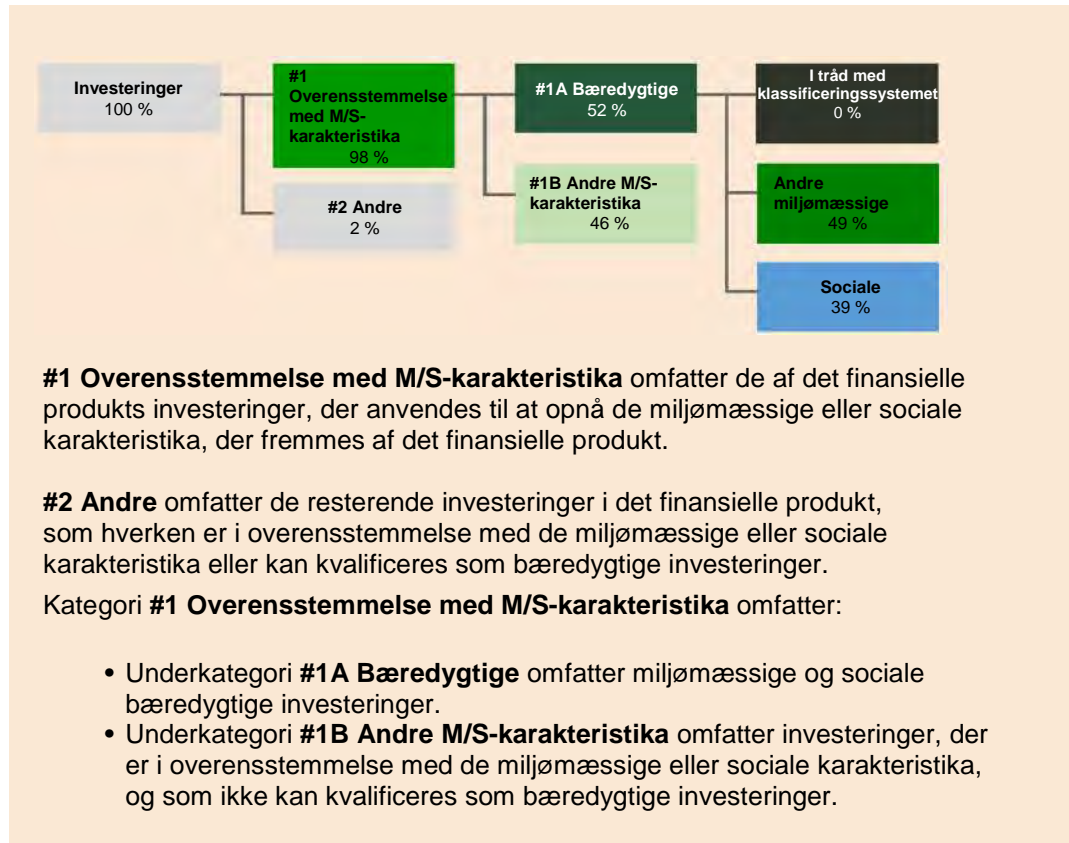 Investeringer
100 %
#1
Overensstemmelse
med M/S-
karakteristika
98 %
#2 Andre
2 %
#1A Bæredygtige
52 %
#1B Andre M/S-
karakteristika
46 %
I tråd med
klassificeringssystemet
0 %
Andre
miljømæssige
49 %
Sociale
39 %
#1 Overensstemmelse med M/S-karakteristika omfatter de af det finansielle
produkts investeringer, der anvendes til at opnå de miljømæssige eller sociale
karakteristika, der fremmes af det finansielle produkt.
#2 Andre omfatter de resterende investeringer i det finansielle produkt,
som hverken er i overensstemmelse med de miljømæssige eller sociale
karakteristika eller kan kvalificeres som bæredygtige investeringer.
Kategori #1 Overensstemmelse med M/S-karakteristika omfatter:
• Underkategori #1A Bæredygtige omfatter miljømæssige og sociale
bæredygtige investeringer.
• Underkategori #1B Andre M/S-karakteristika omfatter investeringer, der
er i overensstemmelse med de miljømæssige eller sociale karakteristika,
og som ikke kan kvalificeres som bæredygtige investeringer.